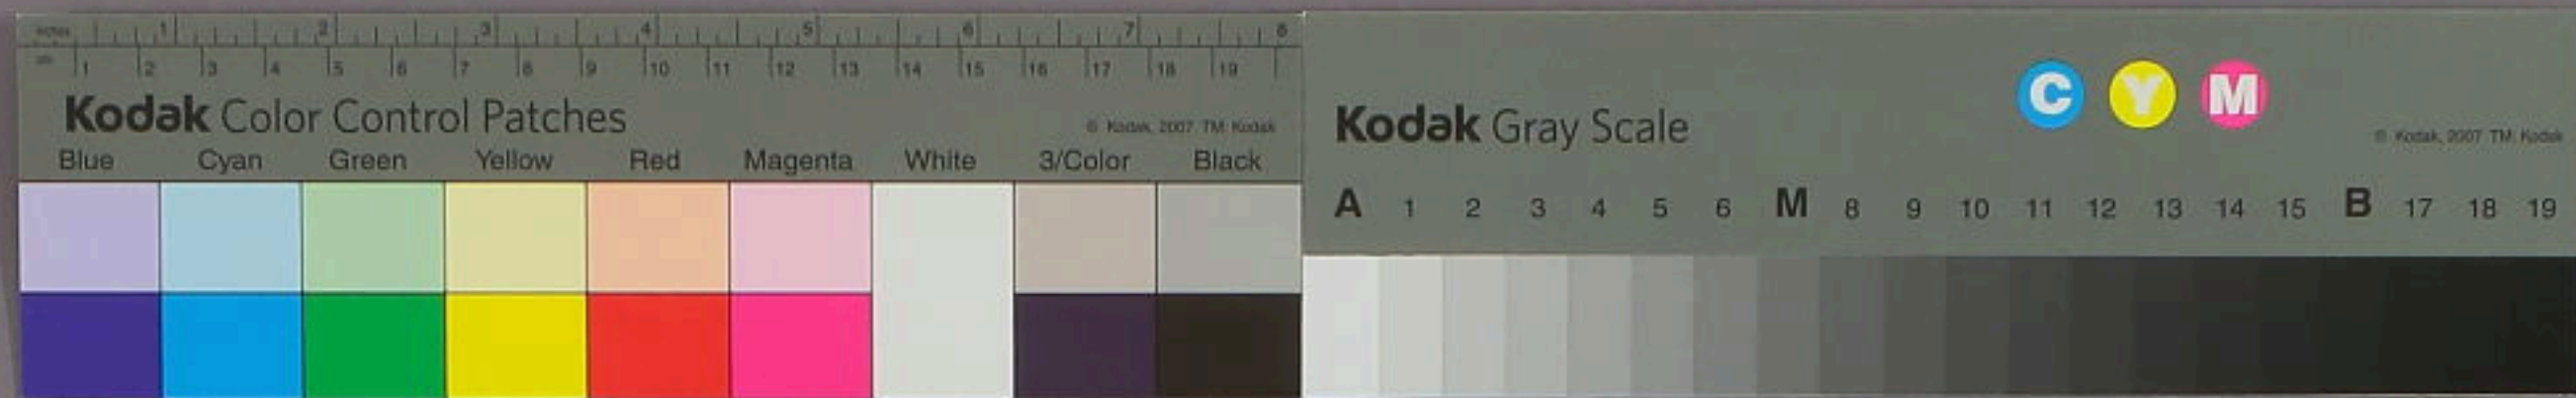 inches 1 2 3 4 5 6 7 8
cm 1 2 3 4 5 6 7 8 9 10 11 12 13 14 15 16 17 18 19
Kodak Color Control Patches
© Kodak, 2007 TM: Kodak
Blue Cyan Green Yellow Red Magenta White 3/Color Black
C Y M
Kodak Gray Scale
© Kodak, 2007 TM: Kodak
A 1 2 3 4 5 6 M 8 9 10 11 12 13 14 15 B 17 18 19